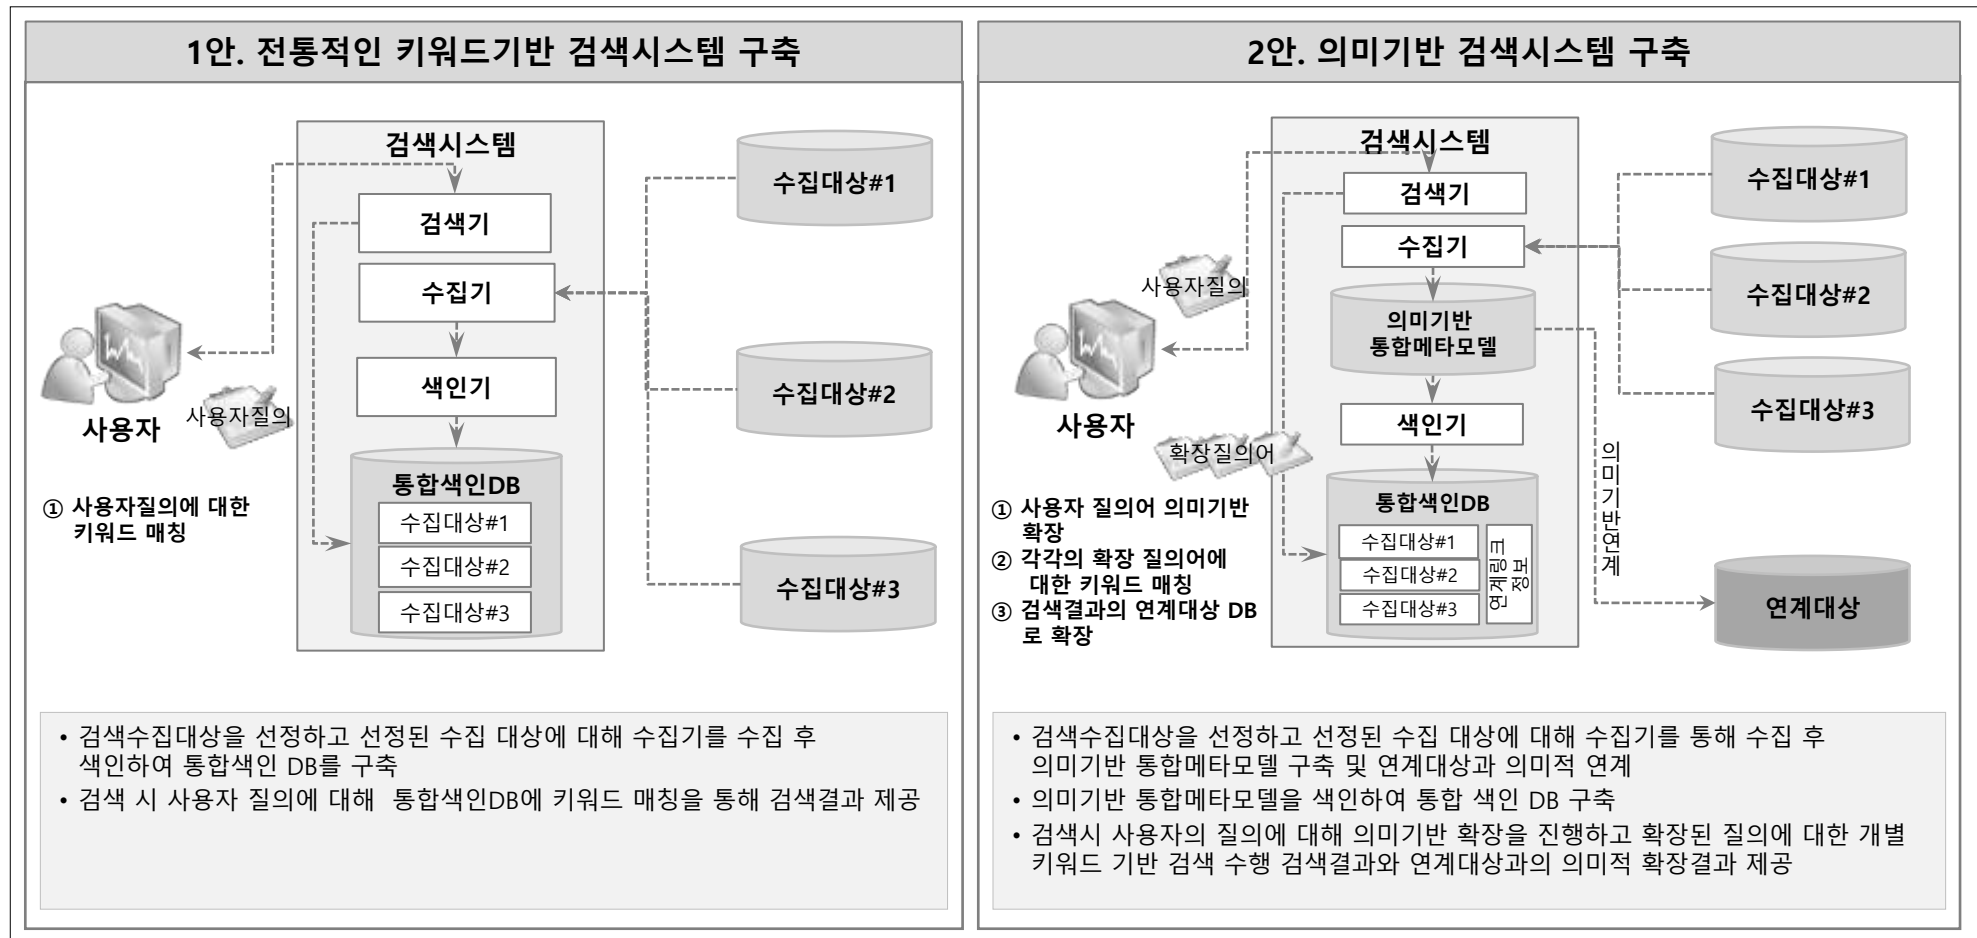 1안. 전통적인 키워드기반 검색시스템 구축
검색시스템
검색기
수집기
색인기
통합색인DB
수집대상#1
수집대상#2
수집대상#3
수집대상#1
수집대상#2
수집대상#3
사용자
사용자질의
① 사용자질의에 대한
키워드 매칭
• 검색수집대상을 선정하고 선정된 수집 대상에 대해 수집기를 수집 후
색인하여 통합색인 DB를 구축
• 검색 시 사용자 질의에 대해 통합색인DB에 키워드 매칭을 통해 검색결과 제공
2안. 의미기반 검색시스템 구축
검색시스템
검색기
수집기
의미기반
통합메타모델
색인기
통합색인DB
수집대상#1
수집대상#2
수집대상#3
연계링크
정보
수집대상#1
수집대상#2
수집대상#3
의미기반연계
연계대상
사용자질의
사용자
확장질의어
① 사용자 질의어 의미기반
확장
② 각각의 확장 질의어에
대한 키워드 매칭
③ 검색결과의 연계대상 DB
로 확장
• 검색수집대상을 선정하고 선정된 수집 대상에 대해 수집기를 통해 수집 후
의미기반 통합메타모델 구축 및 연계대상과 의미적 연계
• 의미기반 통합메타모델을 색인하여 통합 색인 DB 구축
• 검색시 사용자의 질의에 대해 의미기반 확장을 진행하고 확장된 질의에 대한 개별
키워드 기반 검색 수행 검색결과와 연계대상과의 의미적 확장결과 제공